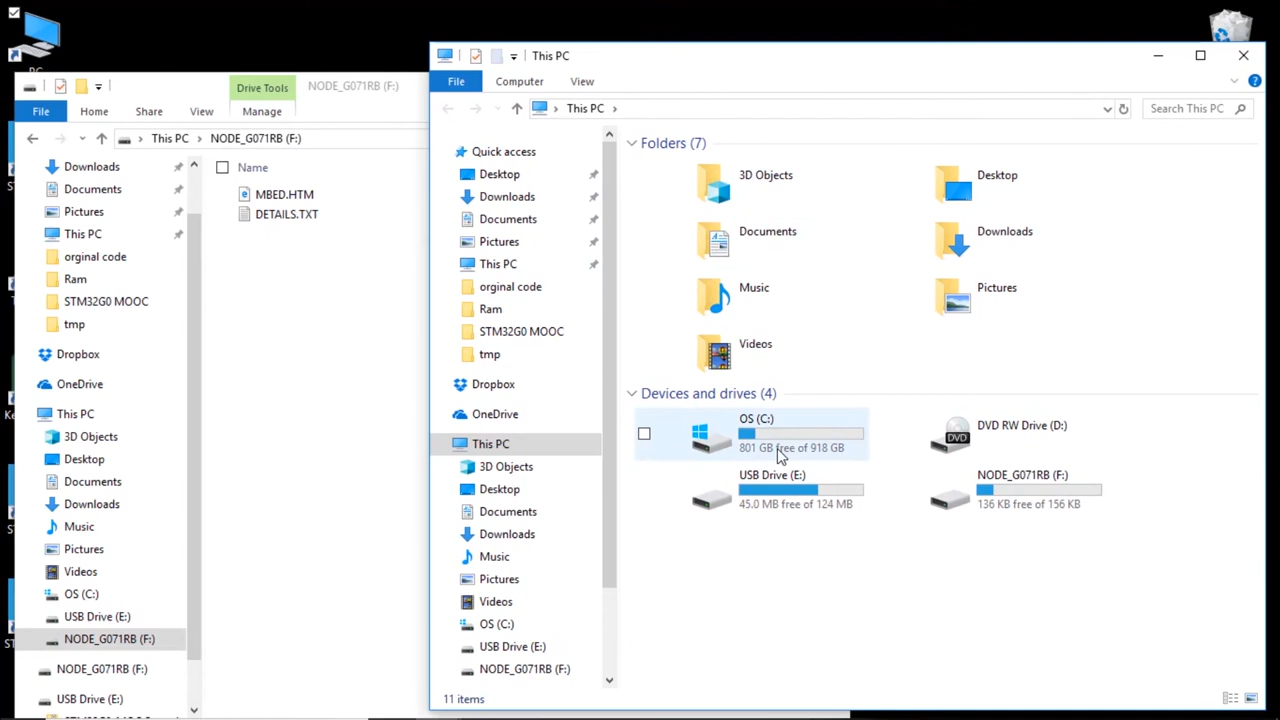 PC
Drive Tools
NODE_G071RB (F:)
File
Home
Share
View
Manage
This PC
NODE_G071RB (F:)
Downloads
Documents
Pictures
This PC
orginal code
Ram
STM32G0 MOOC
tmp
Dropbox
OneDrive
This PC
3D Objects
Desktop
Documents
Downloads
Music
Pictures
Videos
OS (C:)
USB Drive (E:)
NODE_G071RB (F:)
NODE_G071RB (F:)
USB Drive (E:)
Name
MBED.HTM
DETAILS.TXT
This PC
File
Computer
View
This PC
Search This PC
Quick access
Desktop
Downloads
Documents
Pictures
This PC
orginal code
Ram
STM32G0 MOOC
tmp
Dropbox
OneDrive
This PC
3D Objects
Desktop
Documents
Downloads
Music
Pictures
Videos
OS (C:)
USB Drive (E:)
NODE_G071RB (F:)
Folders (7)
3D Objects
Desktop
Documents
Downloads
Music
Pictures
Videos
Devices and drives (4)
OS (C:)
801 GB free of 918 GB
DVD RW Drive (D:)
DVD
USB Drive (E:)
45.0 MB free of 124 MB
NODE_G071RB (F:)
136 KB free of 156 KB
11 items